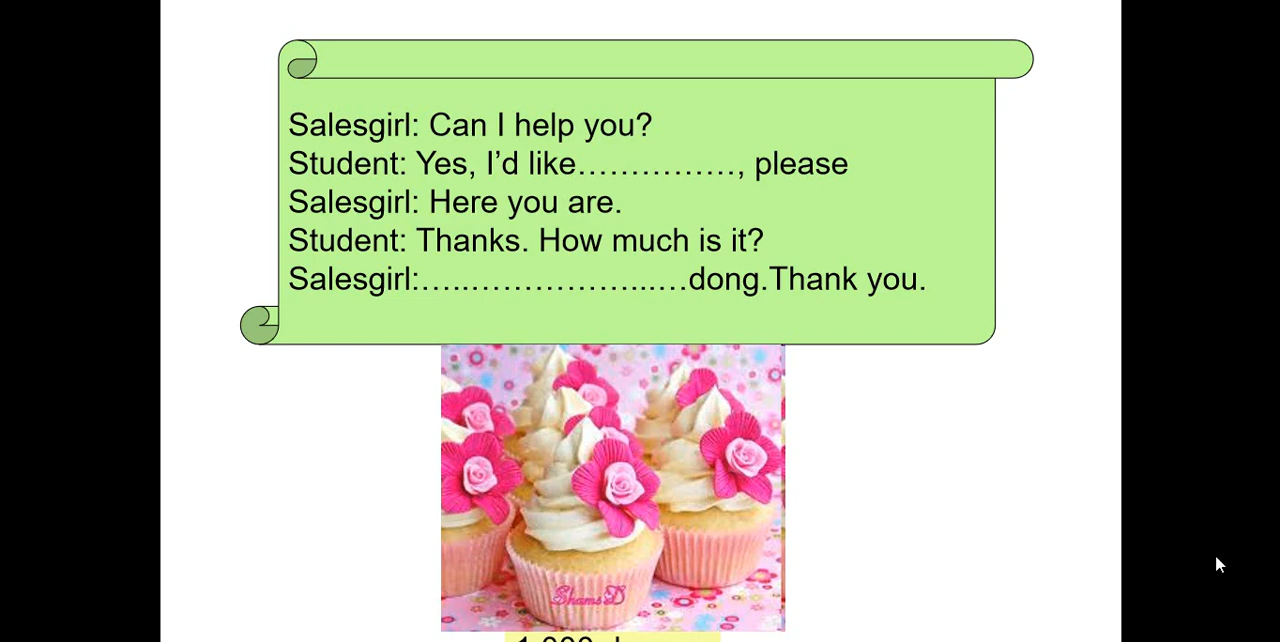 Salesgirl: Can I help you?
Student: Yes, I’d like……………, please
Salesgirl: Here you are.
Student: Thanks. How much is it?
Salesgirl:…..……………...…dong.Thank you.
ShamsD